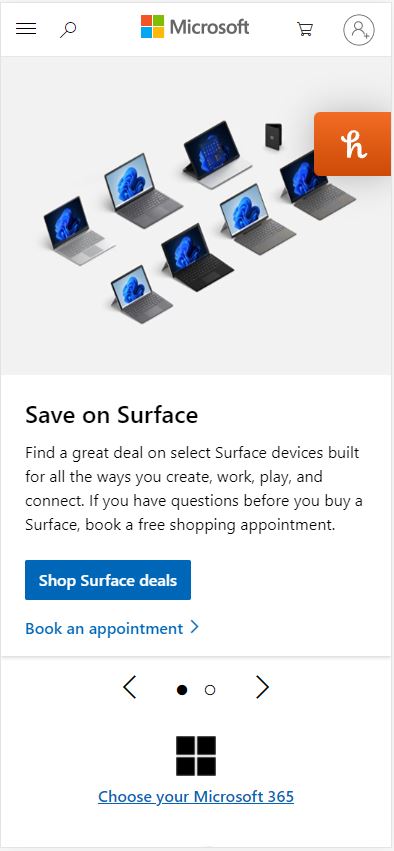 Microsoft
h
Save on Surface
Find a great deal on select Surface devices built
for all the ways you create, work, play, and
connect. If you have questions before you buy a
Surface, book a free shopping appointment.
Shop Surface deals
Book an appointment
Choose your Microsoft 365